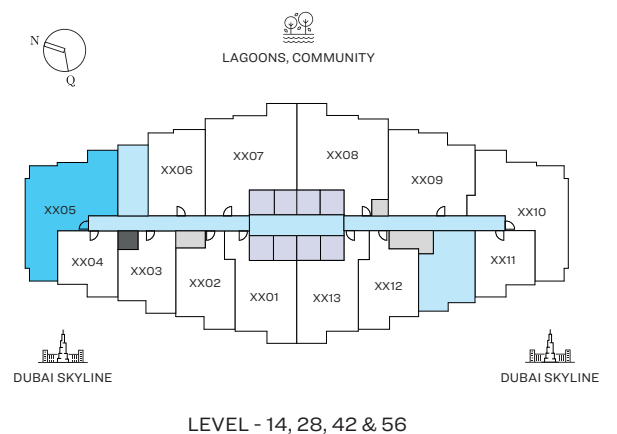 N
Q
LAGOONS, COMMUNITY
XX07
XX08
XX06
XX09
XX05
XX10
XX04
XX03
XX02
XX01
XX13
XX12
XX11
DUBAI SKYLINE
DUBAI SKYLINE
LEVEL - 14, 28, 42 & 56